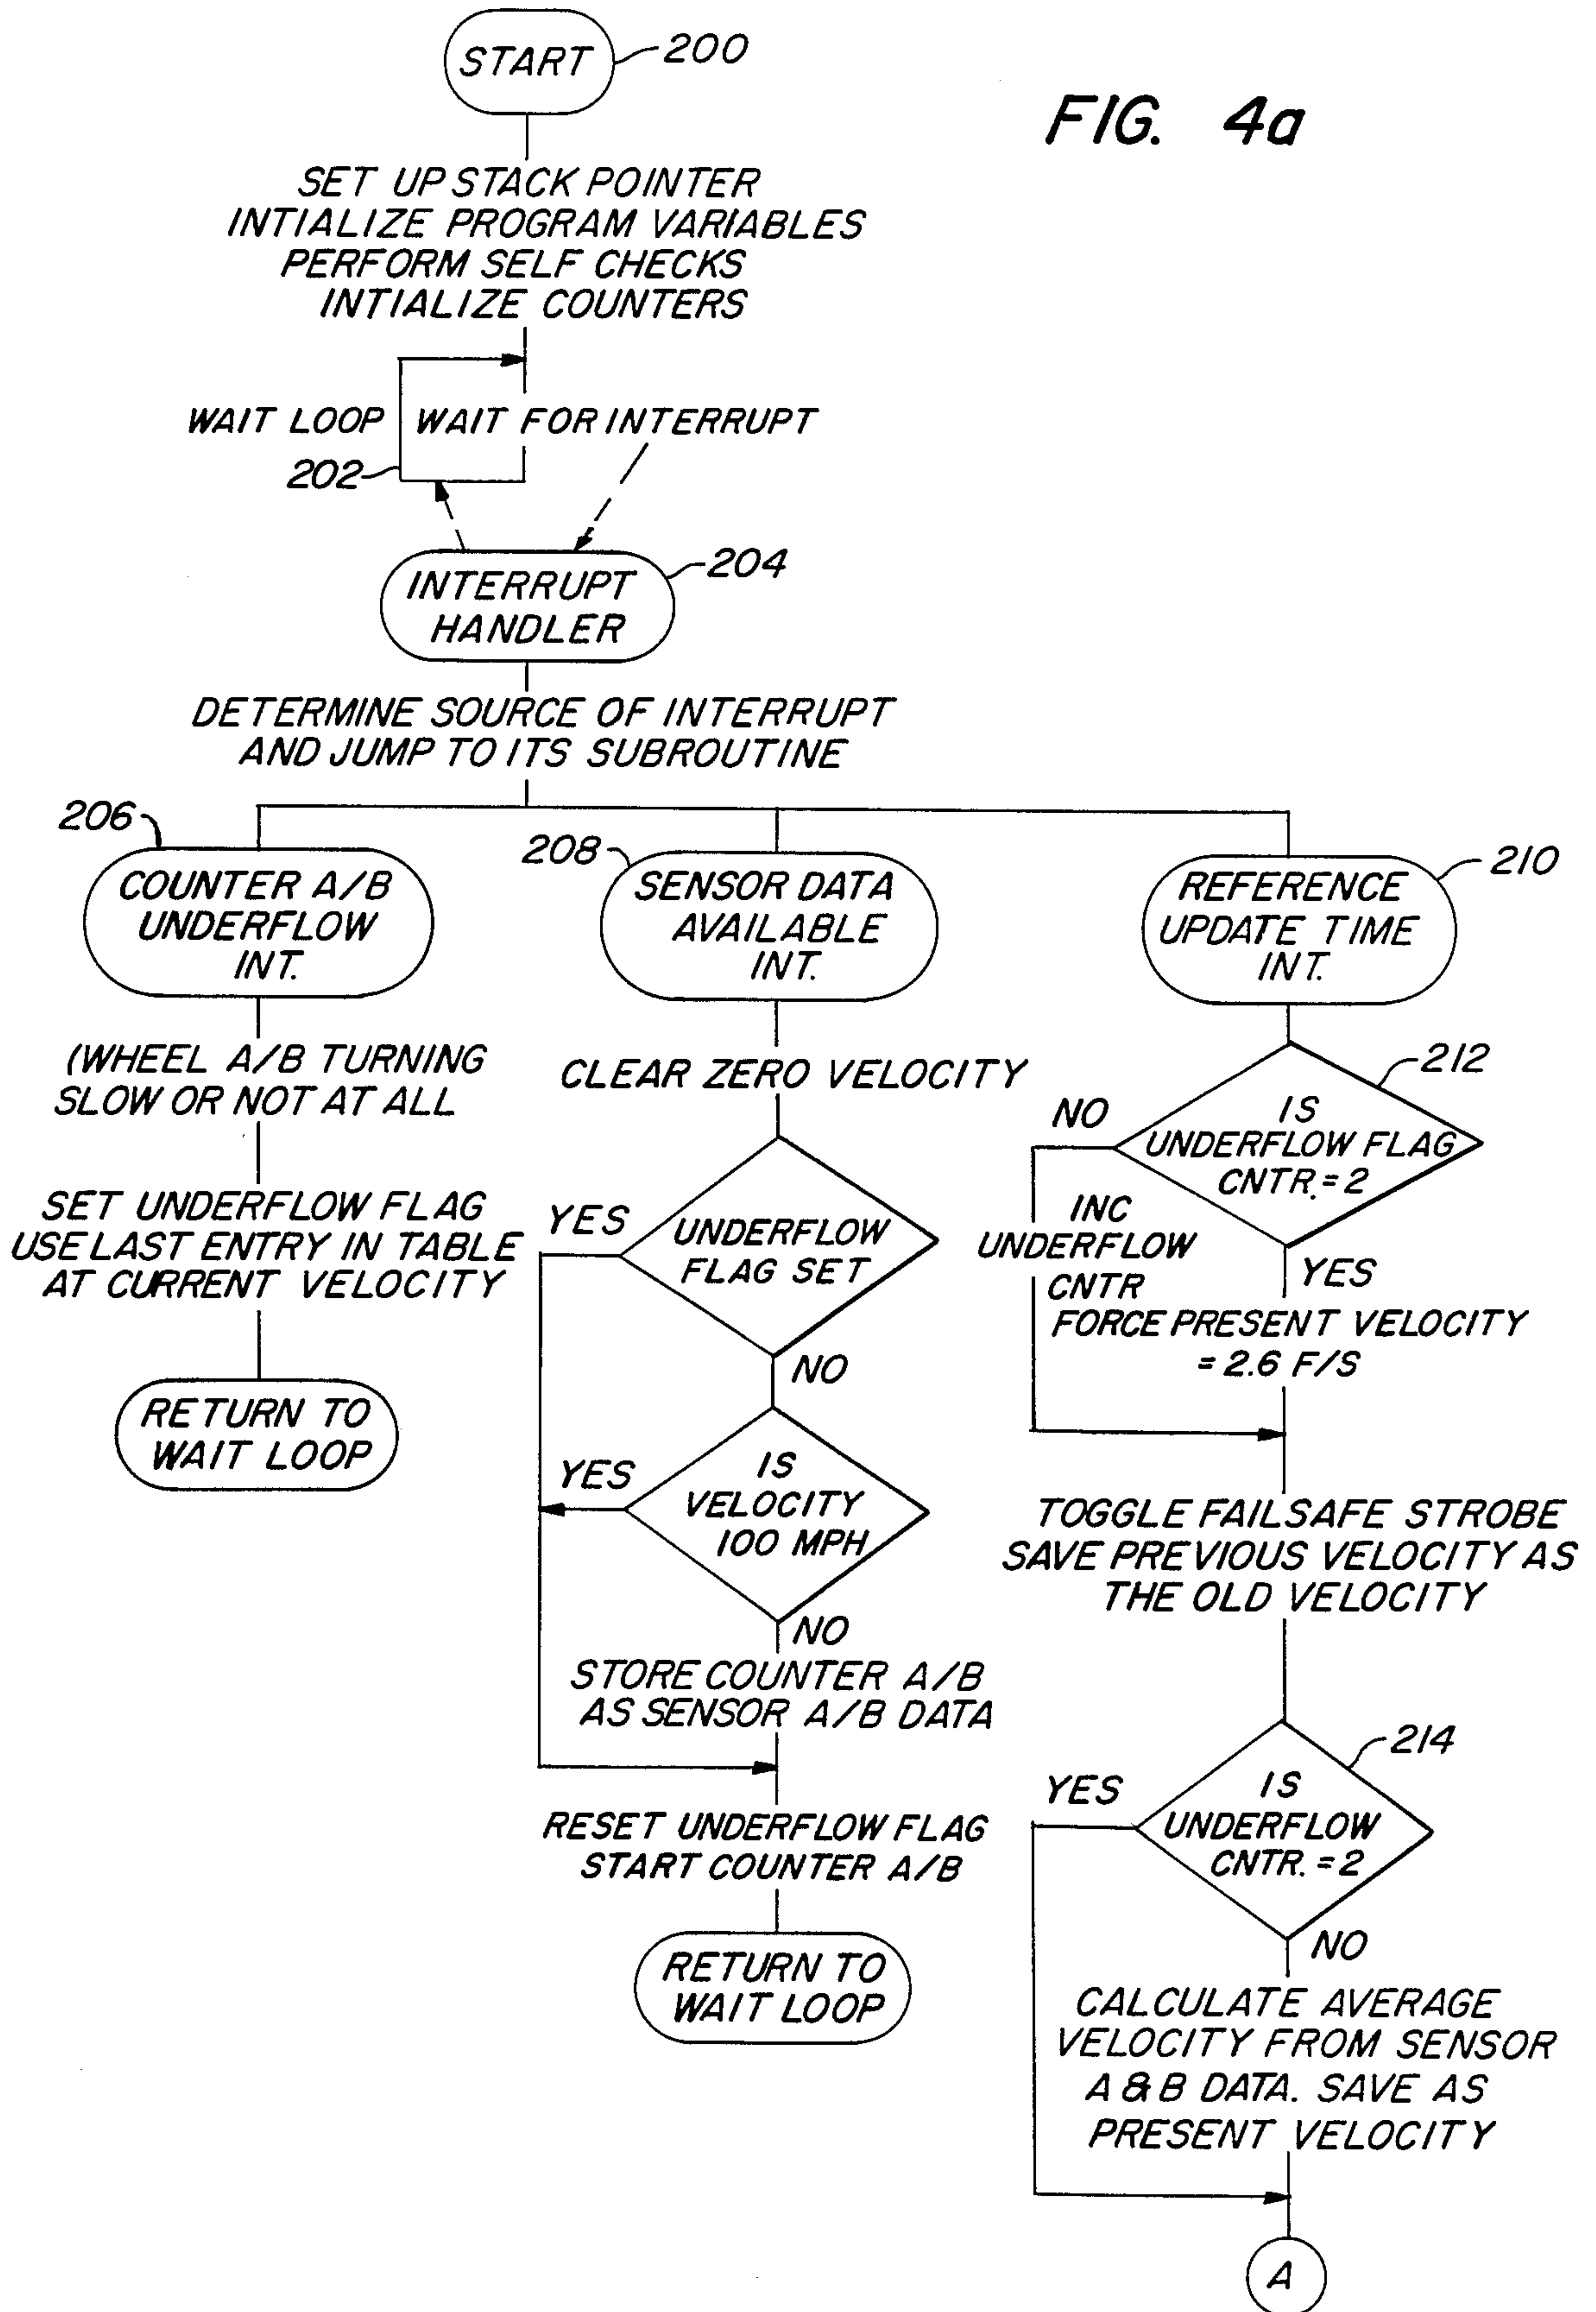 START
200
FIG. 4a
SET UP STACK POINTER
INTIALIZE PROGRAM VARIABLES
PERFORM SELF CHECKS
INTIALIZE COUNTERS
WAIT LOOP
WAIT FOR INTERRUPT
202
INTERRUPT
HANDLER
204
DETERMINE SOURCE OF INTERRUPT
AND JUMP TO ITS SUBROUTINE
206
COUNTER A/B
UNDERFLOW
INT.
(WHEEL A/B TURNING
SLOW OR NOT AT ALL
SET UNDERFLOW FLAG
USE LAST ENTRY IN TABLE
AT CURRENT VELOCITY
RETURN TO
WAIT LOOP
208
SENSOR DATA
AVAILABLE
INT.
CLEAR ZERO VELOCITY
YES
UNDERFLOW
FLAG SET
NO
YES
IS
VELOCITY
100 MPH
NO
STORE COUNTER A/B
AS SENSOR A/B DATA
RESET UNDERFLOW FLAG
START COUNTER A/B
RETURN TO
WAIT LOOP
210
REFERENCE
UPDATE TIME
INT.
212
NO
IS
UNDERFLOW FLAG
CNTR. = 2
INC
UNDERFLOW
CNTR
YES
FORCE PRESENT VELOCITY
= 2.6 F/S
TOGGLE FAILSAFE STROBE
SAVE PREVIOUS VELOCITY AS
THE OLD VELOCITY
214
YES
IS
UNDERFLOW
CNTR. = 2
NO
CALCULATE AVERAGE
VELOCITY FROM SENSOR
A & B DATA. SAVE AS
PRESENT VELOCITY
A